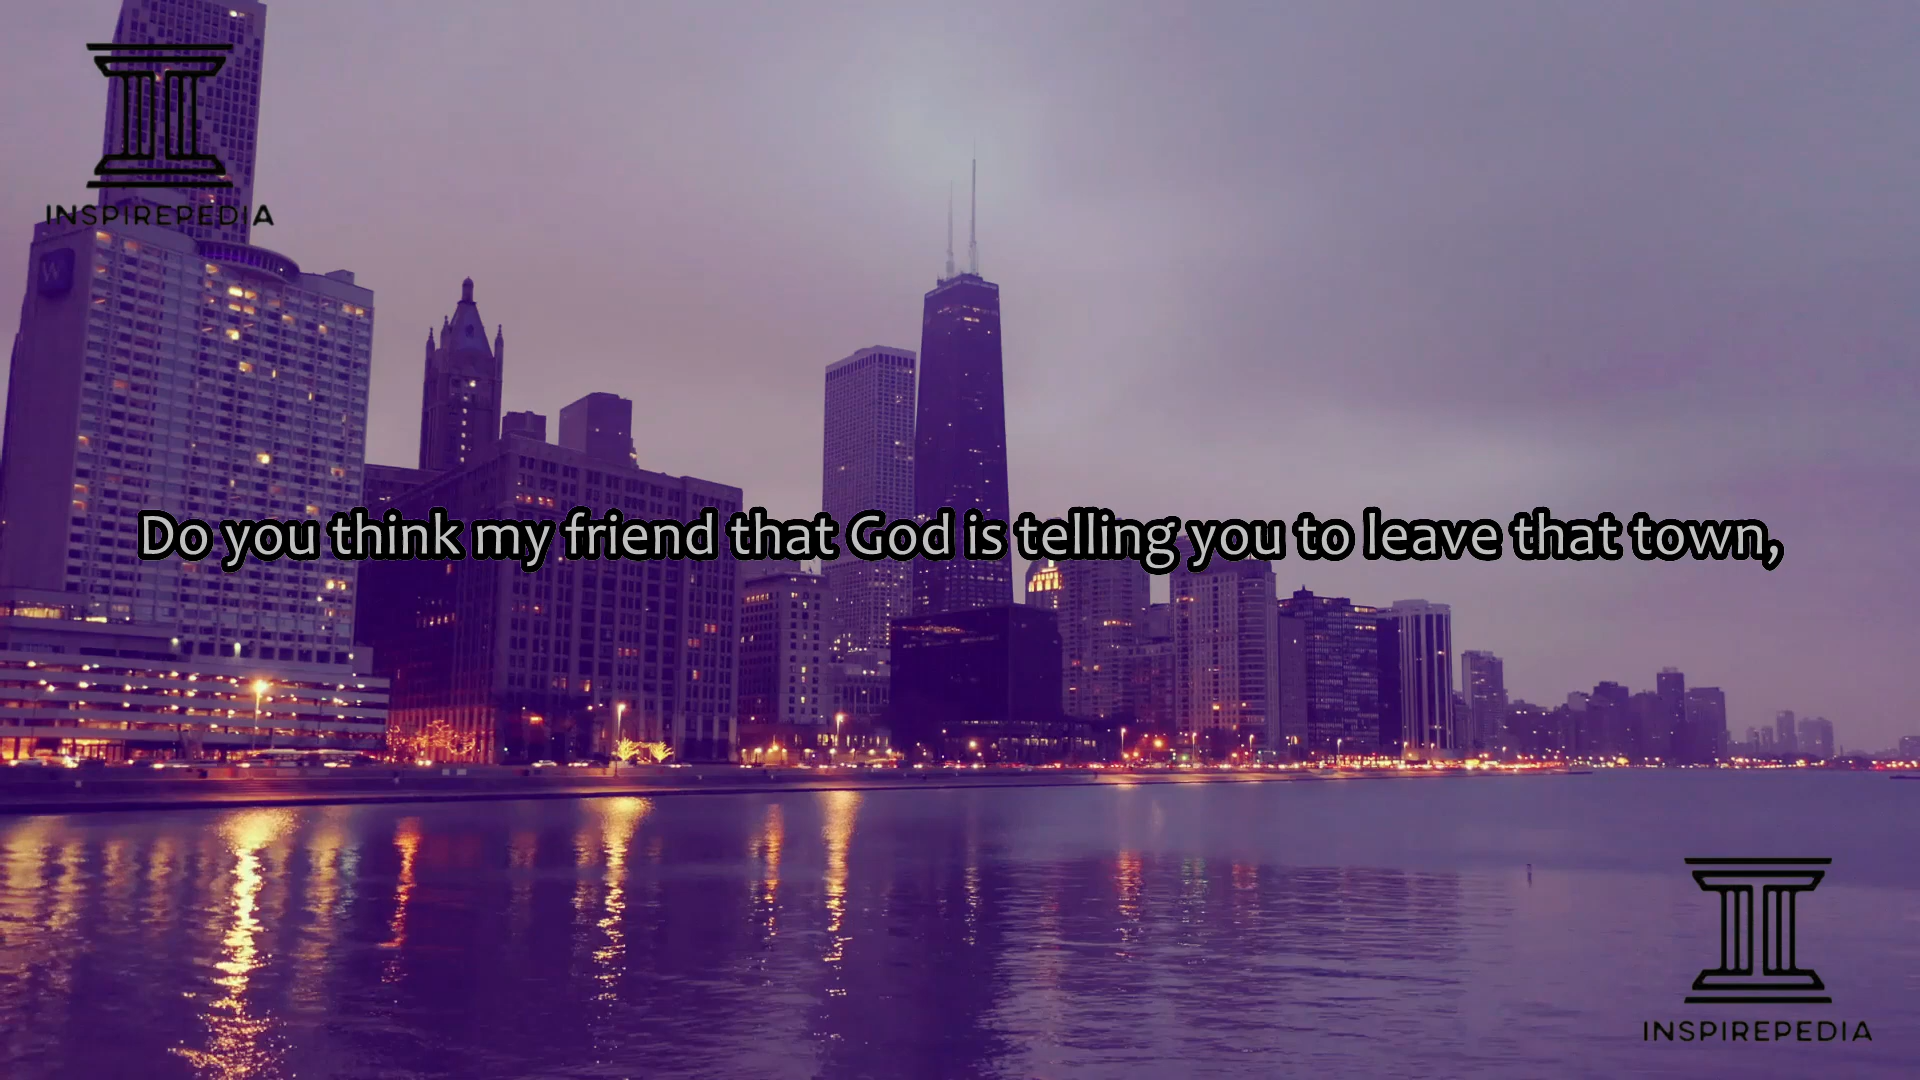 INSPIREPEDIA
W
Do you think my friend that God is telling you to leave that town,
INSPIREPEDIA